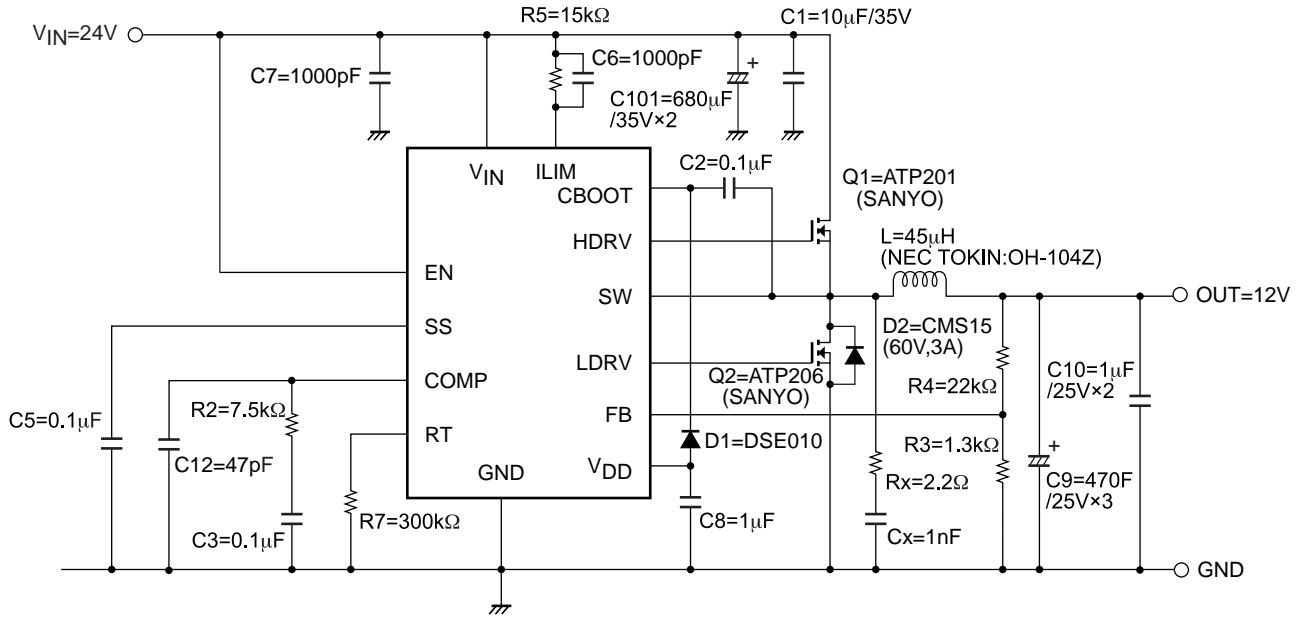 R5=15kΩ
C1=10μF/35V
VIN=24V
C6=1000pF
C7=1000pF
C101=680μF
/35V×2
VIN
ILIM
C2=0.1μF
CBOOT
Q1=ATP201
(SANYO)
HDRV
L=45μH
(NEC TOKIN:OH-104Z)
EN
SW
OUT=12V
SS
D2=CMS15
(60V,3A)
LDRV
COMP
Q2=ATP206
(SANYO)
R4=22kΩ
C10=1μF
/25V×2
C5=0.1μF
R2=7.5kΩ
FB
RT
D1=DSE010
R3=1.3kΩ
C12=47pF
GND
VDD
Rx=2.2Ω
C9=470F
/25V×3
R7=300kΩ
C8=1μF
C3=0.1μF
Cx=1nF
GND